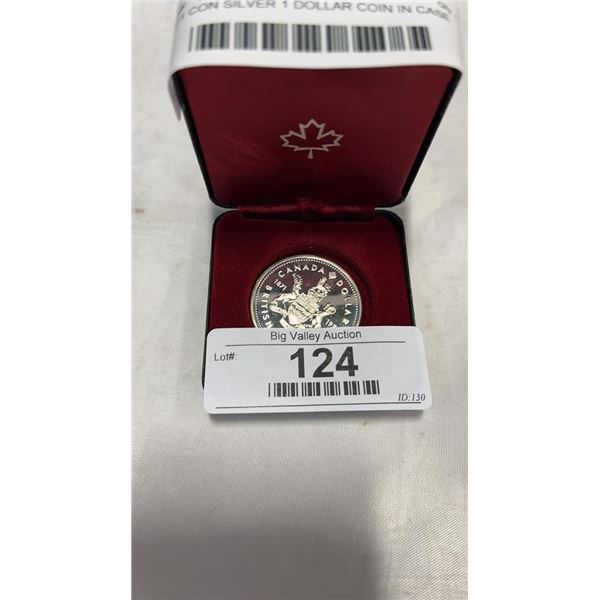 CON SILVER 1 DOLLAR COIN IN CASE
CANADA DOLLAR
Big Valley Auction
Lot#:
124
ID:130